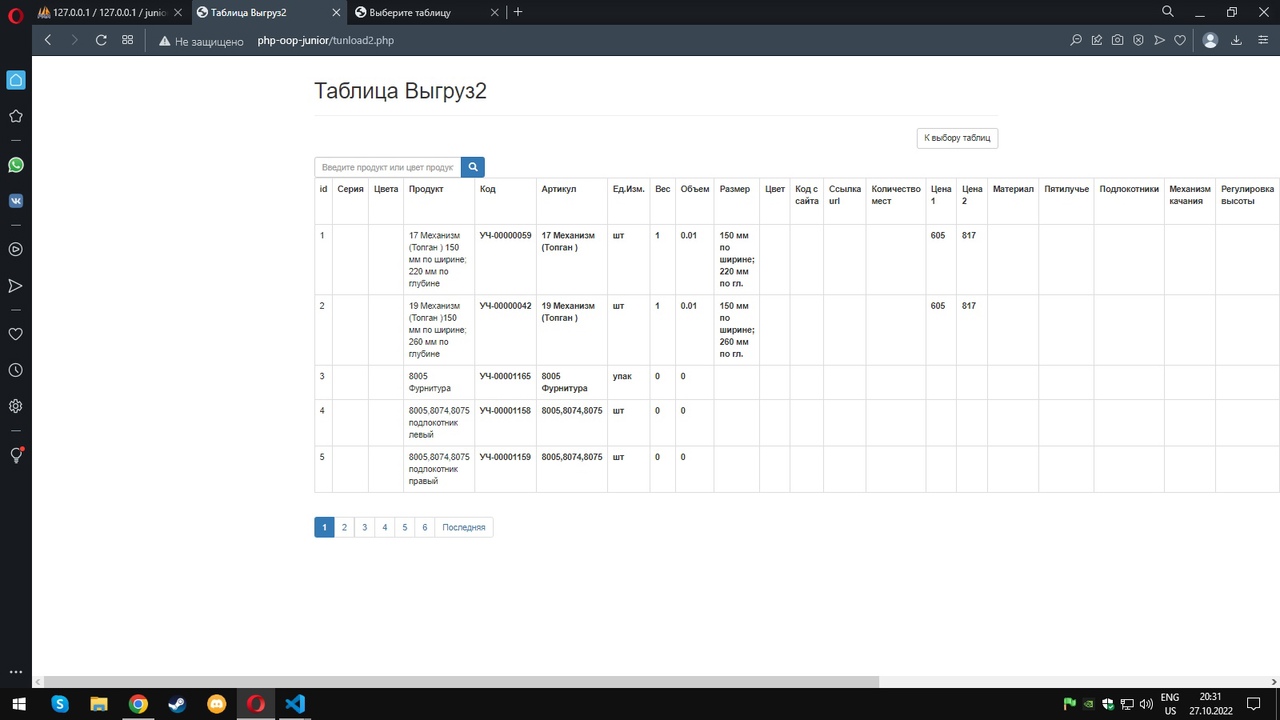 127.0.0.1 / 127.0.0.1 / junio
Таблица Выгруз2
Выберите таблицу
Не защищено
php-oop-junior/tunload2.php
Таблица Выгруз2
К выбору таблиц
Введите продукт или цвет продук
id Серия Цвета Продукт Код Артикул Ед.Изм. Вес Объем Размер Цвет Код с Ссылка Количество Цена Цена Материал Пятилучье Подлокотники Механизм Регулировка
сайта url мест 1 2 качания высоты
1 17 Механизм УЧ-00000059 17 Механизм шт 1 0.01 150 мм 605 817
(Топган ) 150 (Топган ) по
мм по ширине; ширине;
220 мм по 220 мм
глубине по гл.
2 19 Механизм УЧ-00000042 19 Механизм шт 1 0.01 150 мм 605 817
(Топган )150 (Топган ) по
мм по ширине; ширине;
260 мм по 260 мм
глубине по гл.
3 8005 УЧ-00001165 8005 упак 0 0
Фурнитура Фурнитура
4 8005,8074,8075 УЧ-00001158 8005,8074,8075 шт 0 0
подлокотник
левый
5 8005,8074,8075 УЧ-00001159 8005,8074,8075 шт 0 0
подлокотник
правый
1 2 3 4 5 6 Последняя
ENG 20:31
US 27.10.2022